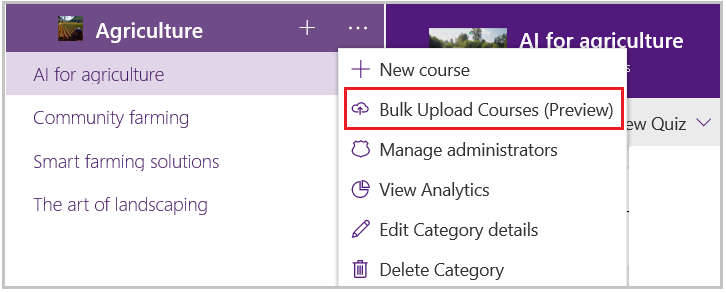 Agriculture
AI for agriculture
Community farming
Smart farming solutions
The art of landscaping
AI for agriculture
New course
Bulk Upload Courses (Preview)
Manage administrators
View Analytics
Edit Category details
Delete Category
Quiz